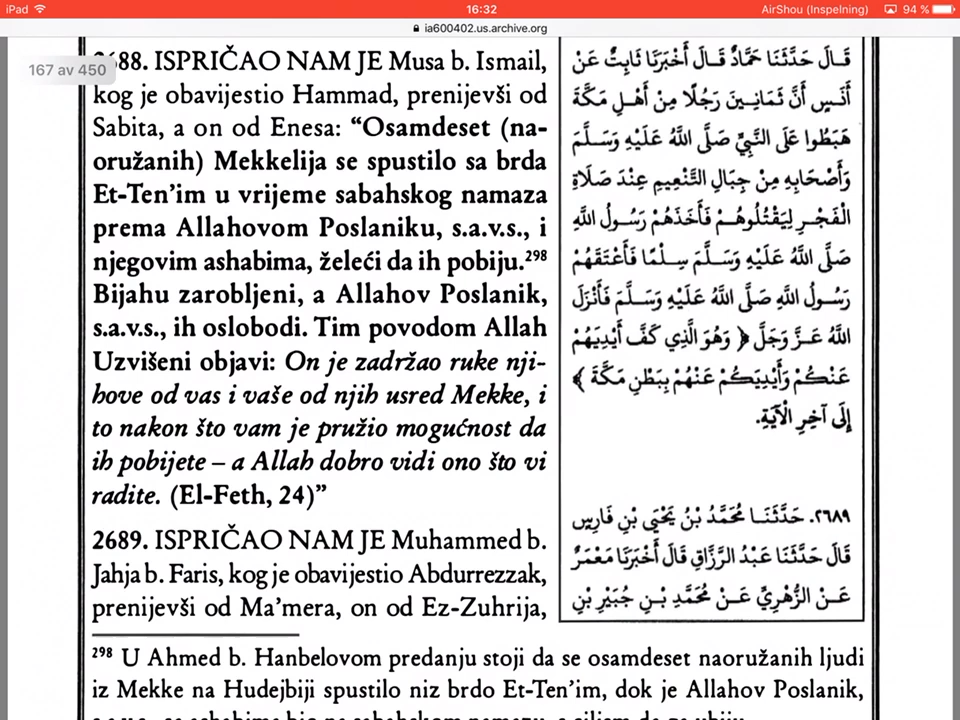 iPad
16:32
AirShou (Inspelning)
94 %
ia600402.us.archive.org
167 av 450
2688. ISPRIČAO NAM JE Musa b. Ismail,
kog je obavijestio Hammad, prenijevši od
Sabita, a on od Enesa: “Osamdeset (na-
oružanih) Mekkelija se spustilo sa brda
Et-Ten’im u vrijeme sabahskog namaza
prema Allahovom Poslaniku, s.a.v.s., i
njegovim ashabima, želeći da ih pobiju.298
Bijahu zarobljeni, a Allahov Poslanik,
s.a.v.s., ih oslobodi. Tim povodom Allah
Uzvišeni objavi: On je zadržao ruke nji-
hove od vas i vaše od njih usred Mekke, i
to nakon što vam je pružio mogućnost da
ih pobijete – a Allah dobro vidi ono što vi
radite. (El-Feth, 24)”
2689. ISPRIČAO NAM JE Muhammed b.
Jahja b. Faris, kog je obavijestio Abdurrezzak,
prenijevši od Ma’mera, on od Ez-Zuhrija,
قَالَ حَدَّثَنَا حَمَّادٌ قَالَ أَخْبَرَنَا ثَابِتٌ عَنْ
أَنَسٍ أَنَّ ثَمَانِينَ رَجُلًا مِنْ أَهْلِ مَكَّةَ
هَبَطُوا عَلَى النَّبِيِّ صَلَّى اللَّهُ عَلَيْهِ وَسَلَّمَ
وَأَصْحَابِهِ مِنْ جِبَالِ التَّنْعِيمِ عِنْدَ صَلَاةِ
الْفَجْرِ لِيَقْتُلُوهُمْ فَأَخَذَهُمْ رَسُولُ اللَّهِ
صَلَّى اللَّهُ عَلَيْهِ وَسَلَّمَ سِلْمًا فَأَعْتَقَهُمْ
رَسُولُ اللَّهِ صَلَّى اللَّهُ عَلَيْهِ وَسَلَّمَ فَأَنْزَلَ
اللَّهُ عَزَّ وَجَلَّ ﴿ وَهُوَ الَّذِي كَفَّ أَيْدِيَهُمْ
عَنْكُمْ وَأَيْدِيَكُمْ عَنْهُمْ بِبَطْنِ مَكَّةَ ﴾
إِلَى آخِرِ الْآيَةِ.
٢٦٨٩. حَدَّثَنَا مُحَمَّدُ بْنُ يَحْيَى بْنِ فَارِسٍ
قَالَ حَدَّثَنَا عَبْدُ الرَّزَّاقِ قَالَ أَخْبَرَنَا مَعْمَرٌ
عَنْ الزُّهْرِيِّ عَنْ مُحَمَّدِ بْنِ جُبَيْرِ بْنِ
298 U Ahmed b. Hanbelovom predanju stoji da se osamdeset naoružanih ljudi
iz Mekke na Hudejbiji spustilo niz brdo Et-Ten’im, dok je Allahov Poslanik,